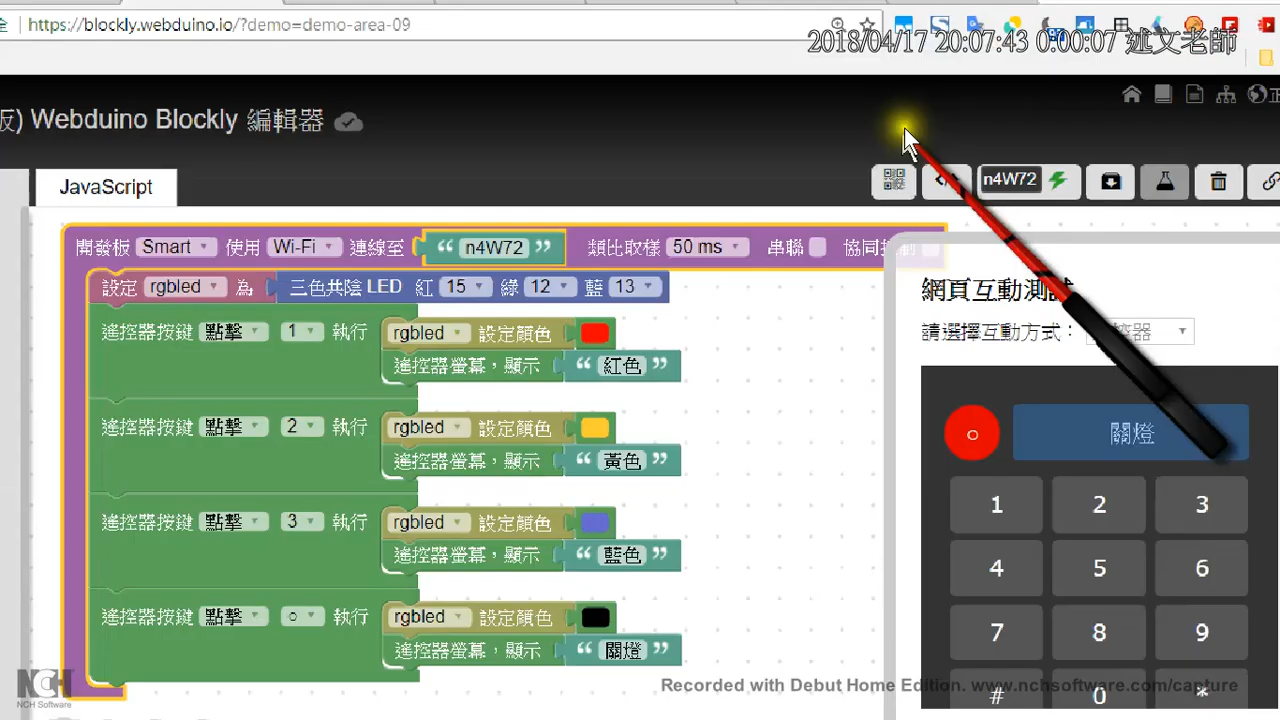 https://blockly.webduino.io/?demo=demo-area-09
2018/04/17 20:07:43 0:00:07 述文老師
版) Webduino Blockly 編輯器
正
JavaScript
n4W72
開發板 Smart 使用 Wi-Fi 連線至 “ n4W72 ” 類比取樣 50 ms 串聯 協同控制
設定 rgbled 為 三色共陰 LED 紅 15 綠 12 藍 13
網頁互動測試
遙控器按鍵 點擊 1 執行 rgbled 設定顏色
請選擇互動方式：
遙控器螢幕，顯示 “ 紅色 ”
遙控器按鍵 點擊 2 執行 rgbled 設定顏色
○ 關燈
遙控器螢幕，顯示 “ 黃色 ”
1 2 3
遙控器按鍵 點擊 3 執行 rgbled 設定顏色
遙控器螢幕，顯示 “ 藍色 ”
4 5 6
遙控器按鍵 點擊 ○ 執行 rgbled 設定顏色
7 8 9
遙控器螢幕，顯示 “ 關燈 ”
# 0 *
NCH
NCH Software
Recorded with Debut Home Edition. www.nchsoftware.com/capture